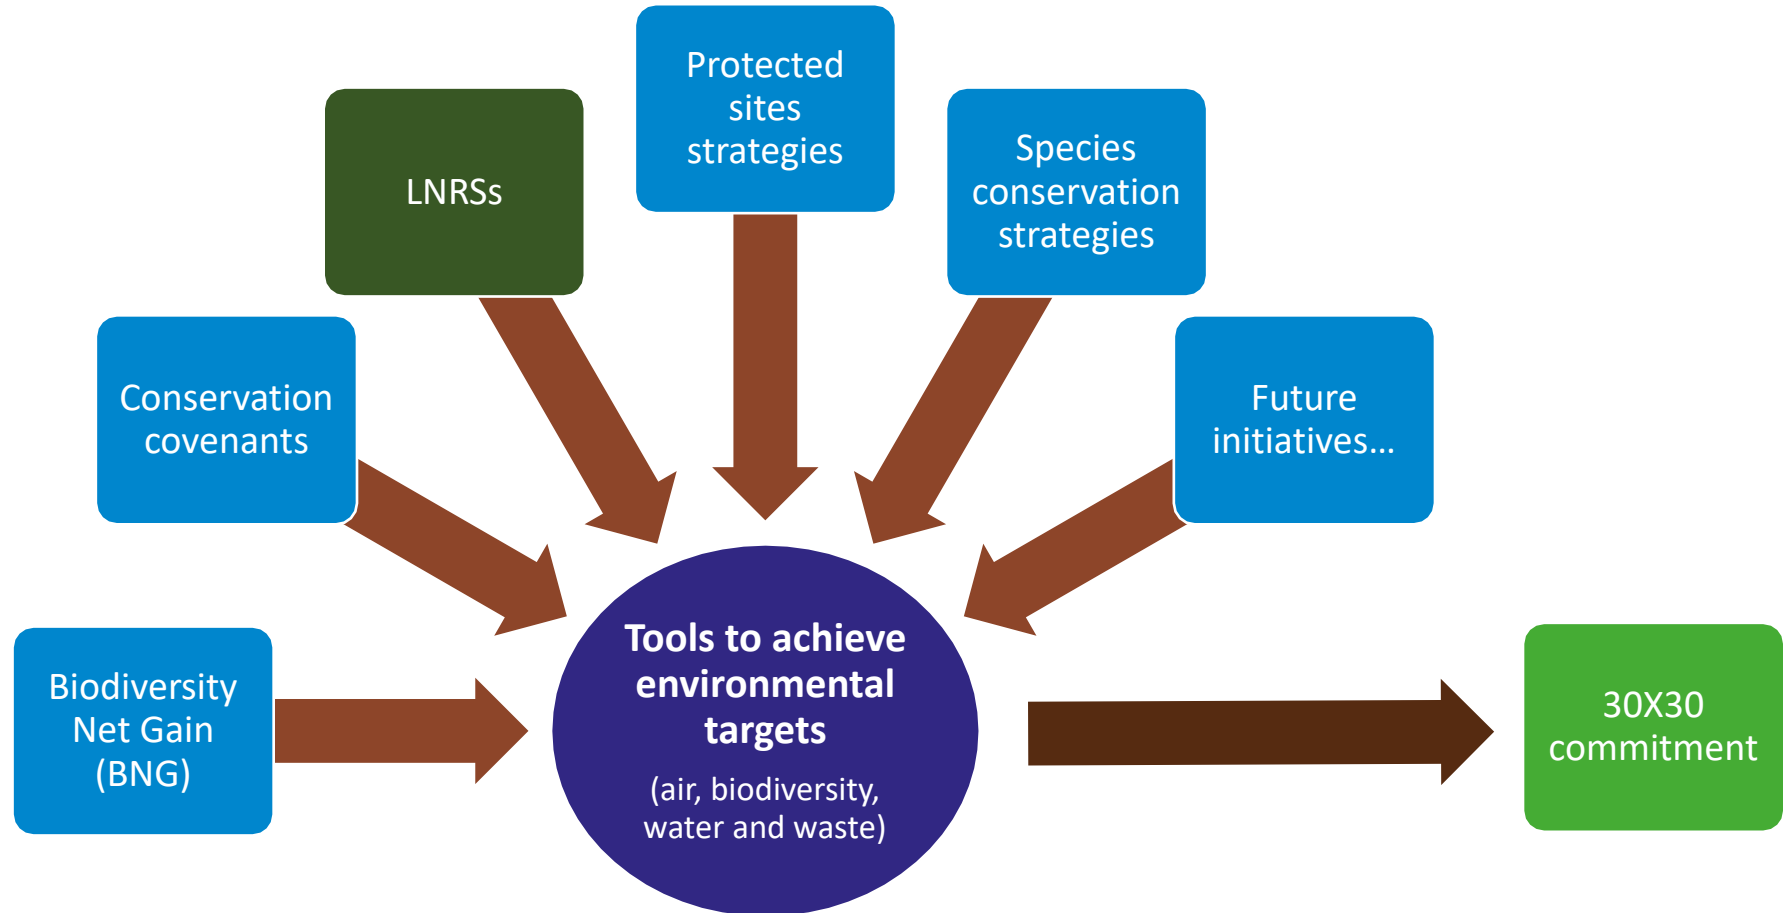 Protected
sites
strategies
LNRSs
Species
conservation
strategies
Conservation
covenants
Future
initiatives...
Biodiversity
Net Gain
(BNG)
Tools to achieve
environmental
targets
(air, biodiversity,
water and waste)
30X30
commitment